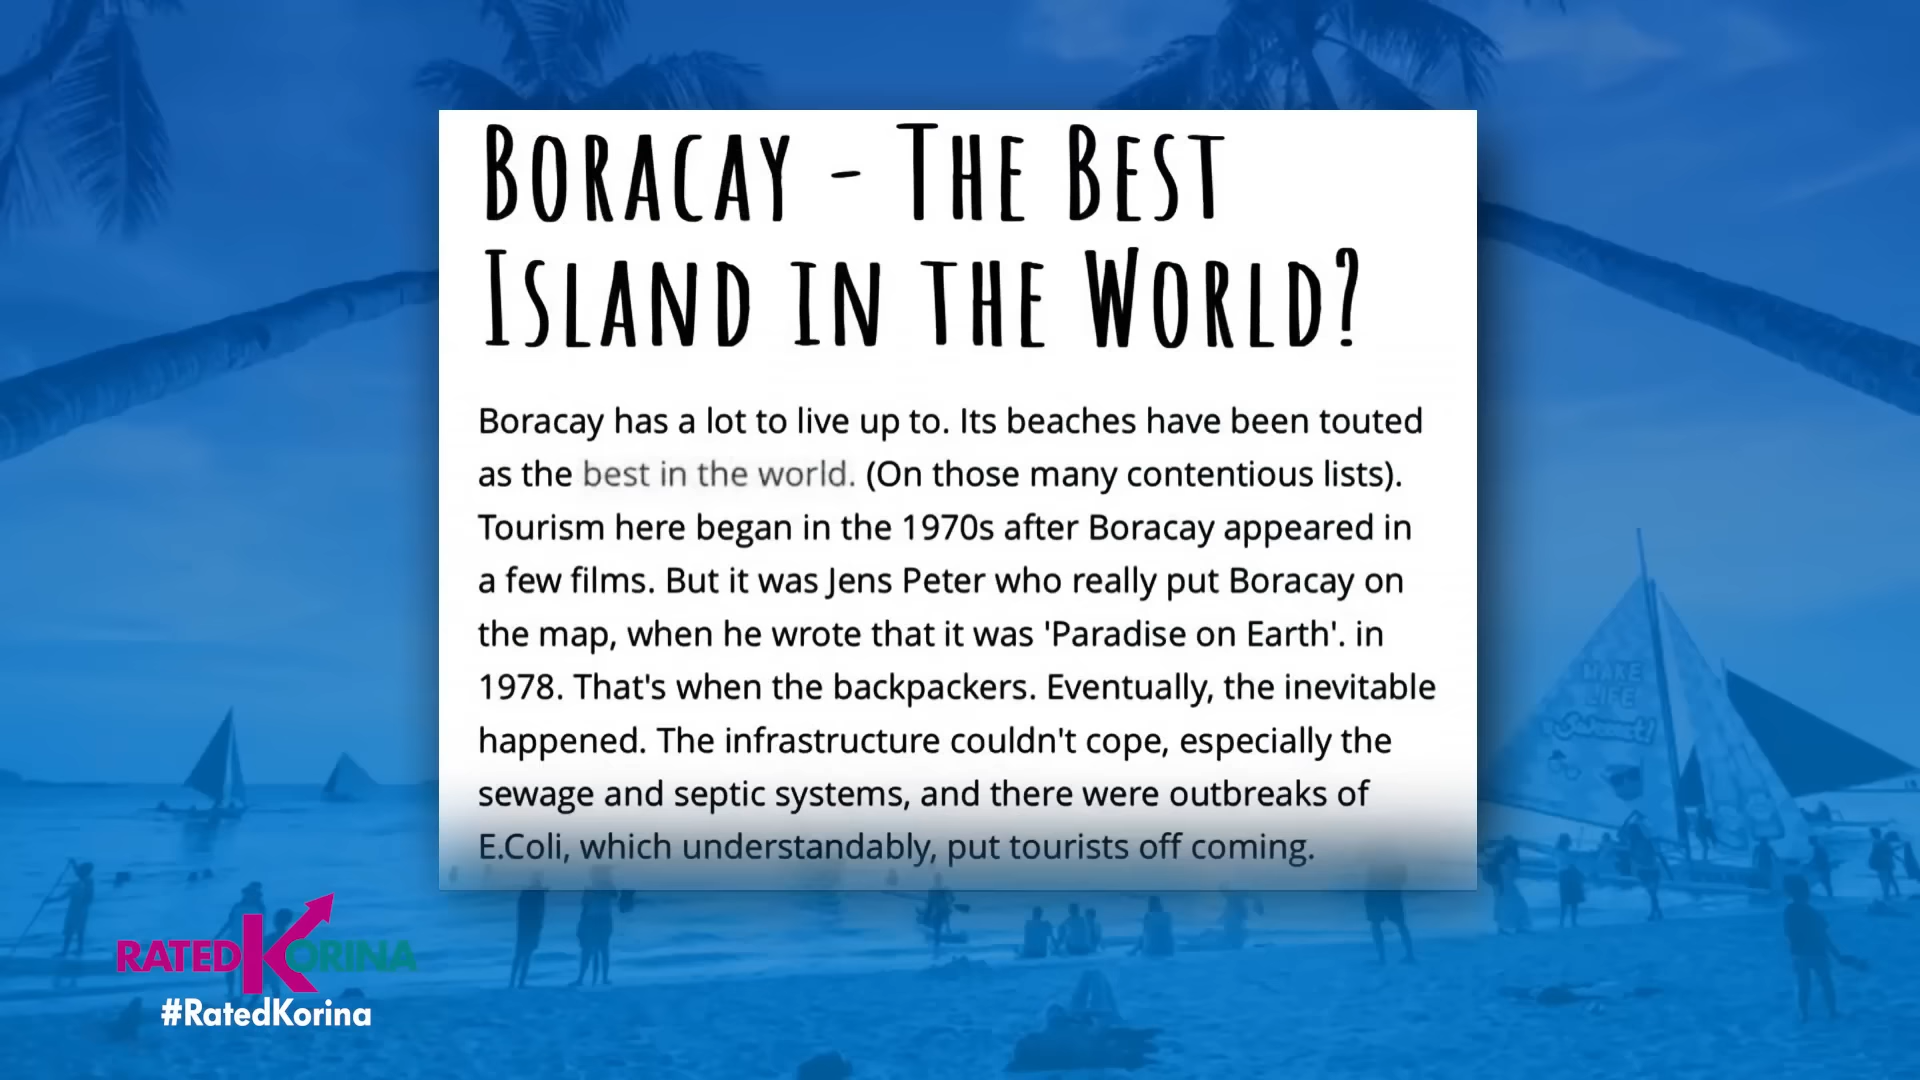 BORACAY - THE BEST
ISLAND IN THE WORLD?
Boracay has a lot to live up to. Its beaches have been touted
as the best in the world. (On those many contentious lists).
Tourism here began in the 1970s after Boracay appeared in
a few films. But it was Jens Peter who really put Boracay on
the map, when he wrote that it was 'Paradise on Earth'. in
1978. That's when the backpackers. Eventually, the inevitable
happened. The infrastructure couldn't cope, especially the
sewage and septic systems, and there were outbreaks of
E.Coli, which understandably, put tourists off coming.
MAKE
LIFE
RATED KORINA
#RatedKorina